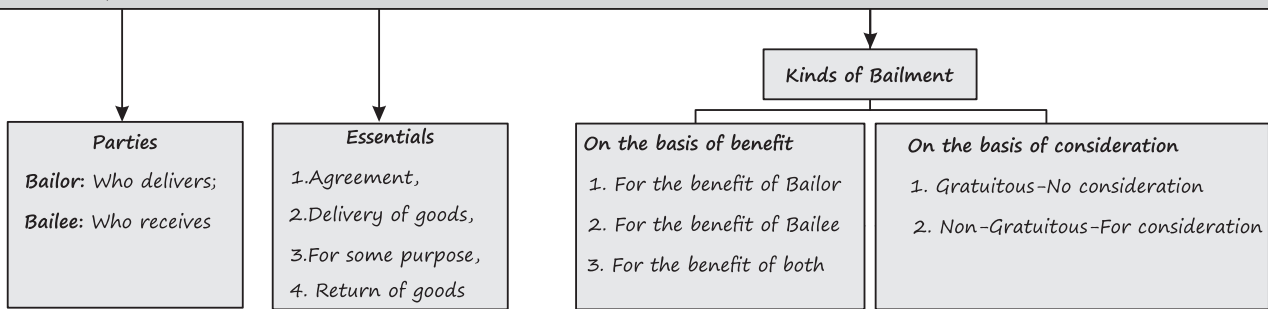 Kinds of Bailment
Parties
Bailor: Who delivers;
Bailee: Who receives
Essentials
1.Agreement,
2.Delivery of goods,
3.For some purpose,
4. Return of goods
On the basis of benefit
1. For the benefit of Bailor
2. For the benefit of Bailee
3. For the benefit of both
On the basis of consideration
1. Gratuitous-No consideration
2. Non-Gratuitous-For consideration